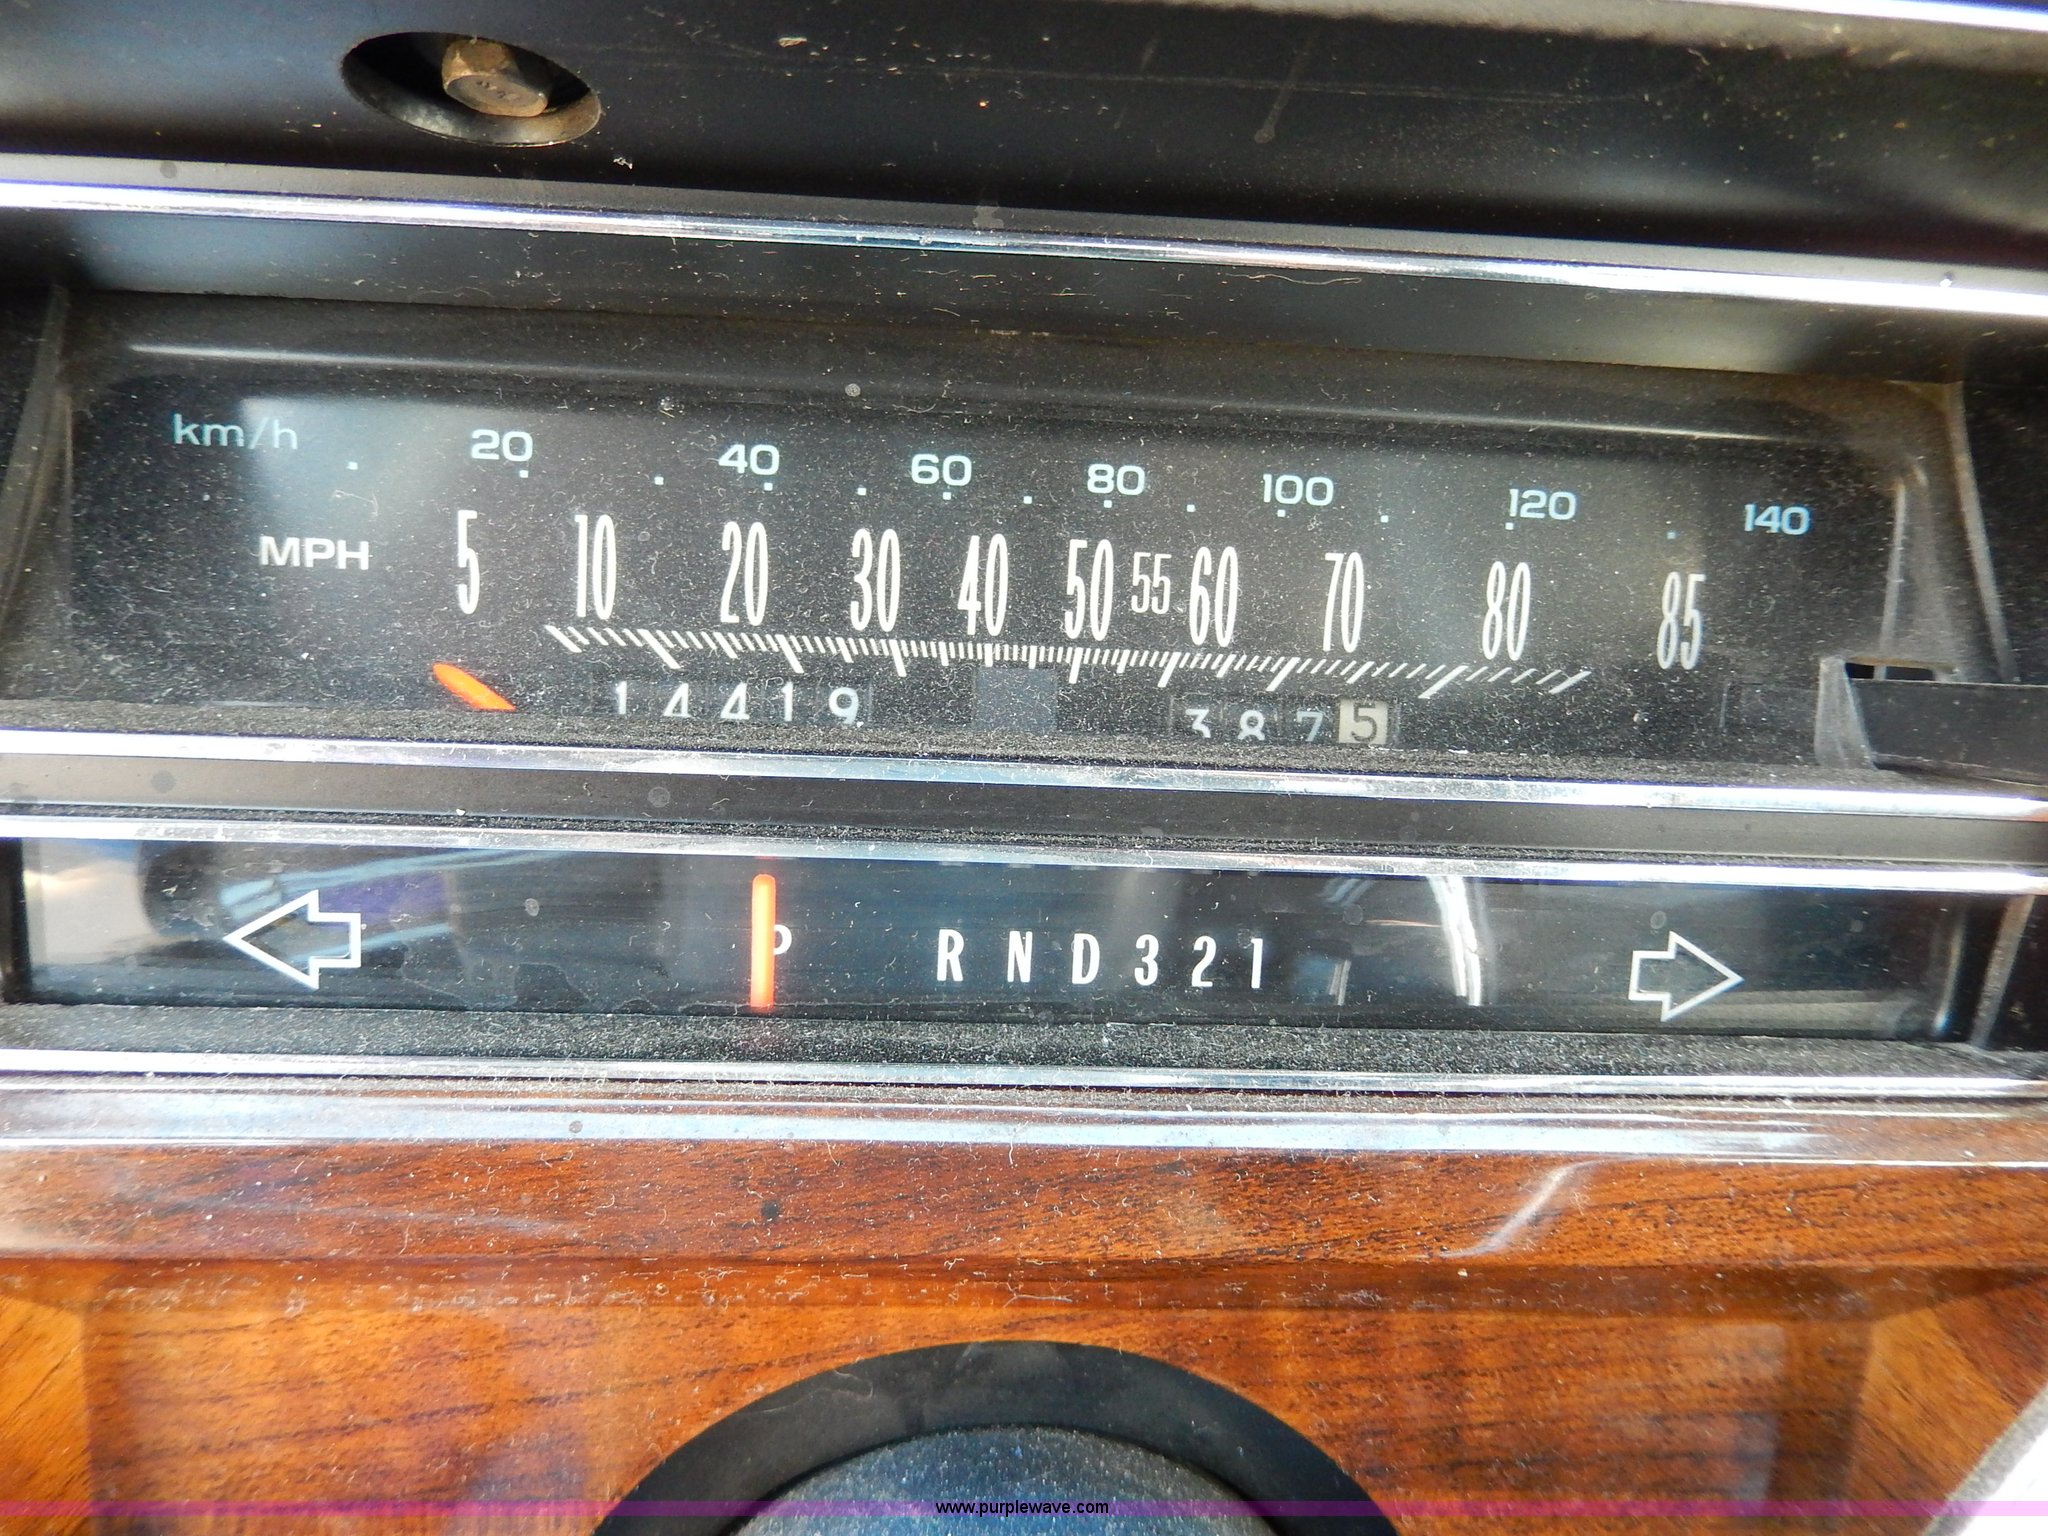 km/h 20 40 60 80 100 120 140
MPH 5 10 20 30 40 50 55 60 70 80 85
14419 3875
P R N D 3 2 1
www.purplewave.com